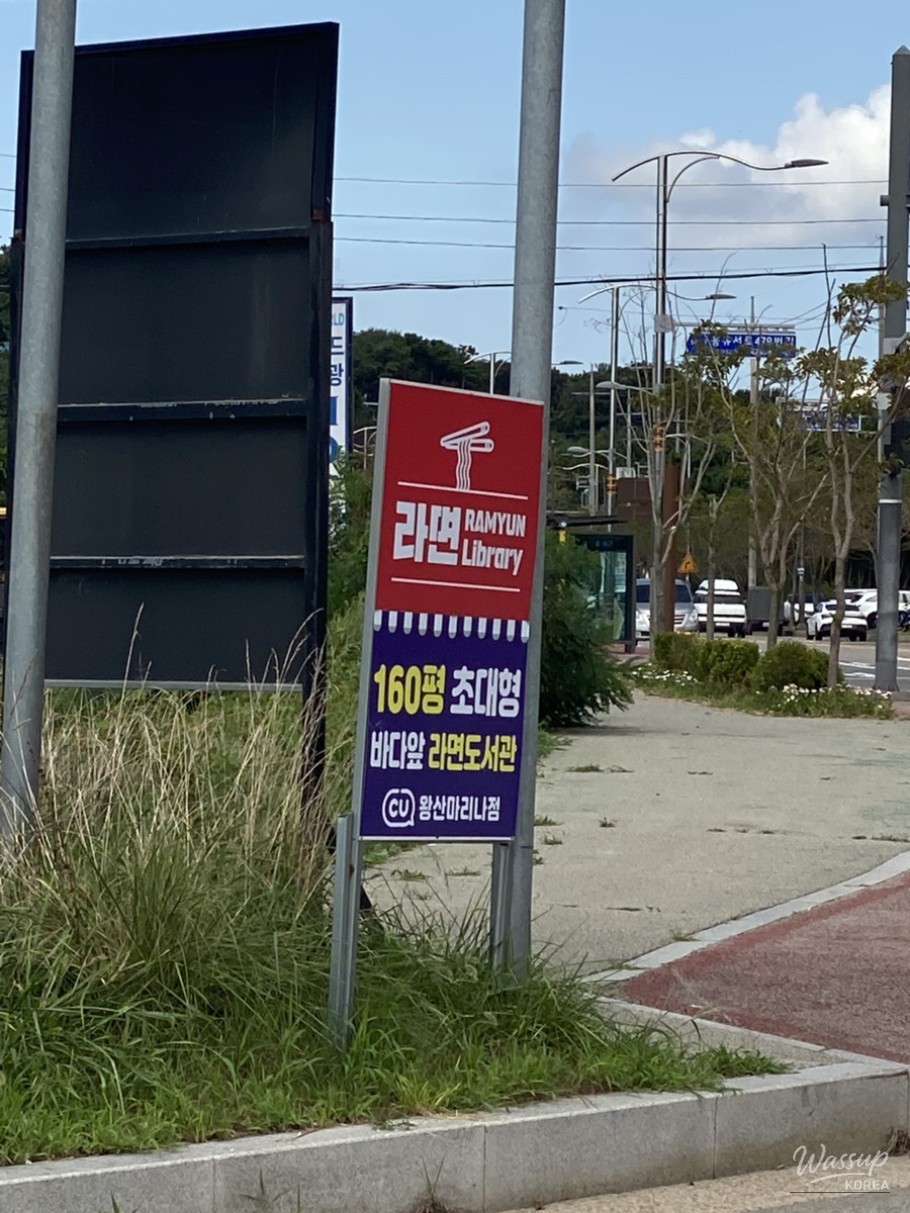 라면 RAMYUN
Library
160평 초대형
바다앞 라면도서관
CU 왕산마리나점
Wassup
KOREA